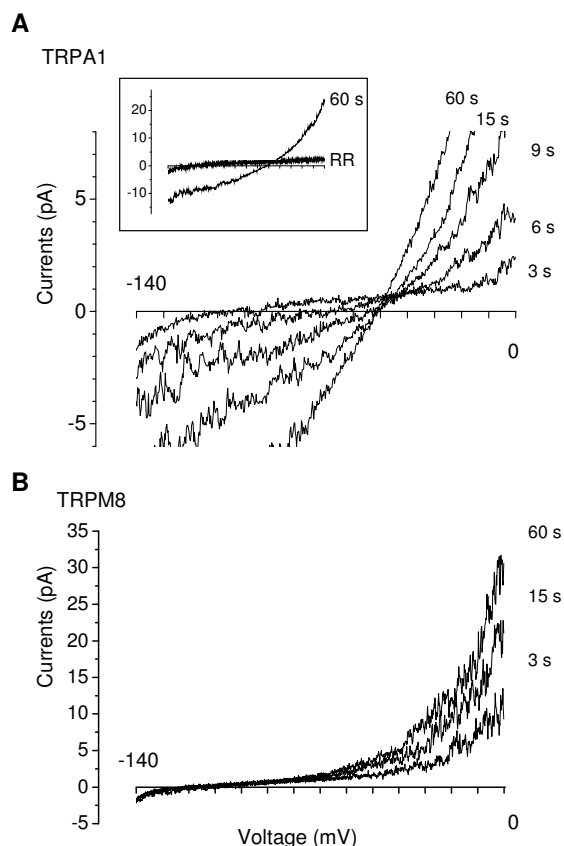 A
TRPA1
60 s
20
10
0
-10
RR
60 s
15 s
9 s
6 s
3 s
Currents (pA)
5
0
-5
-140
0
B
TRPM8
35
30
25
20
15
10
5
0
-5
Currents (pA)
60 s
15 s
3 s
-140
0
Voltage (mV)